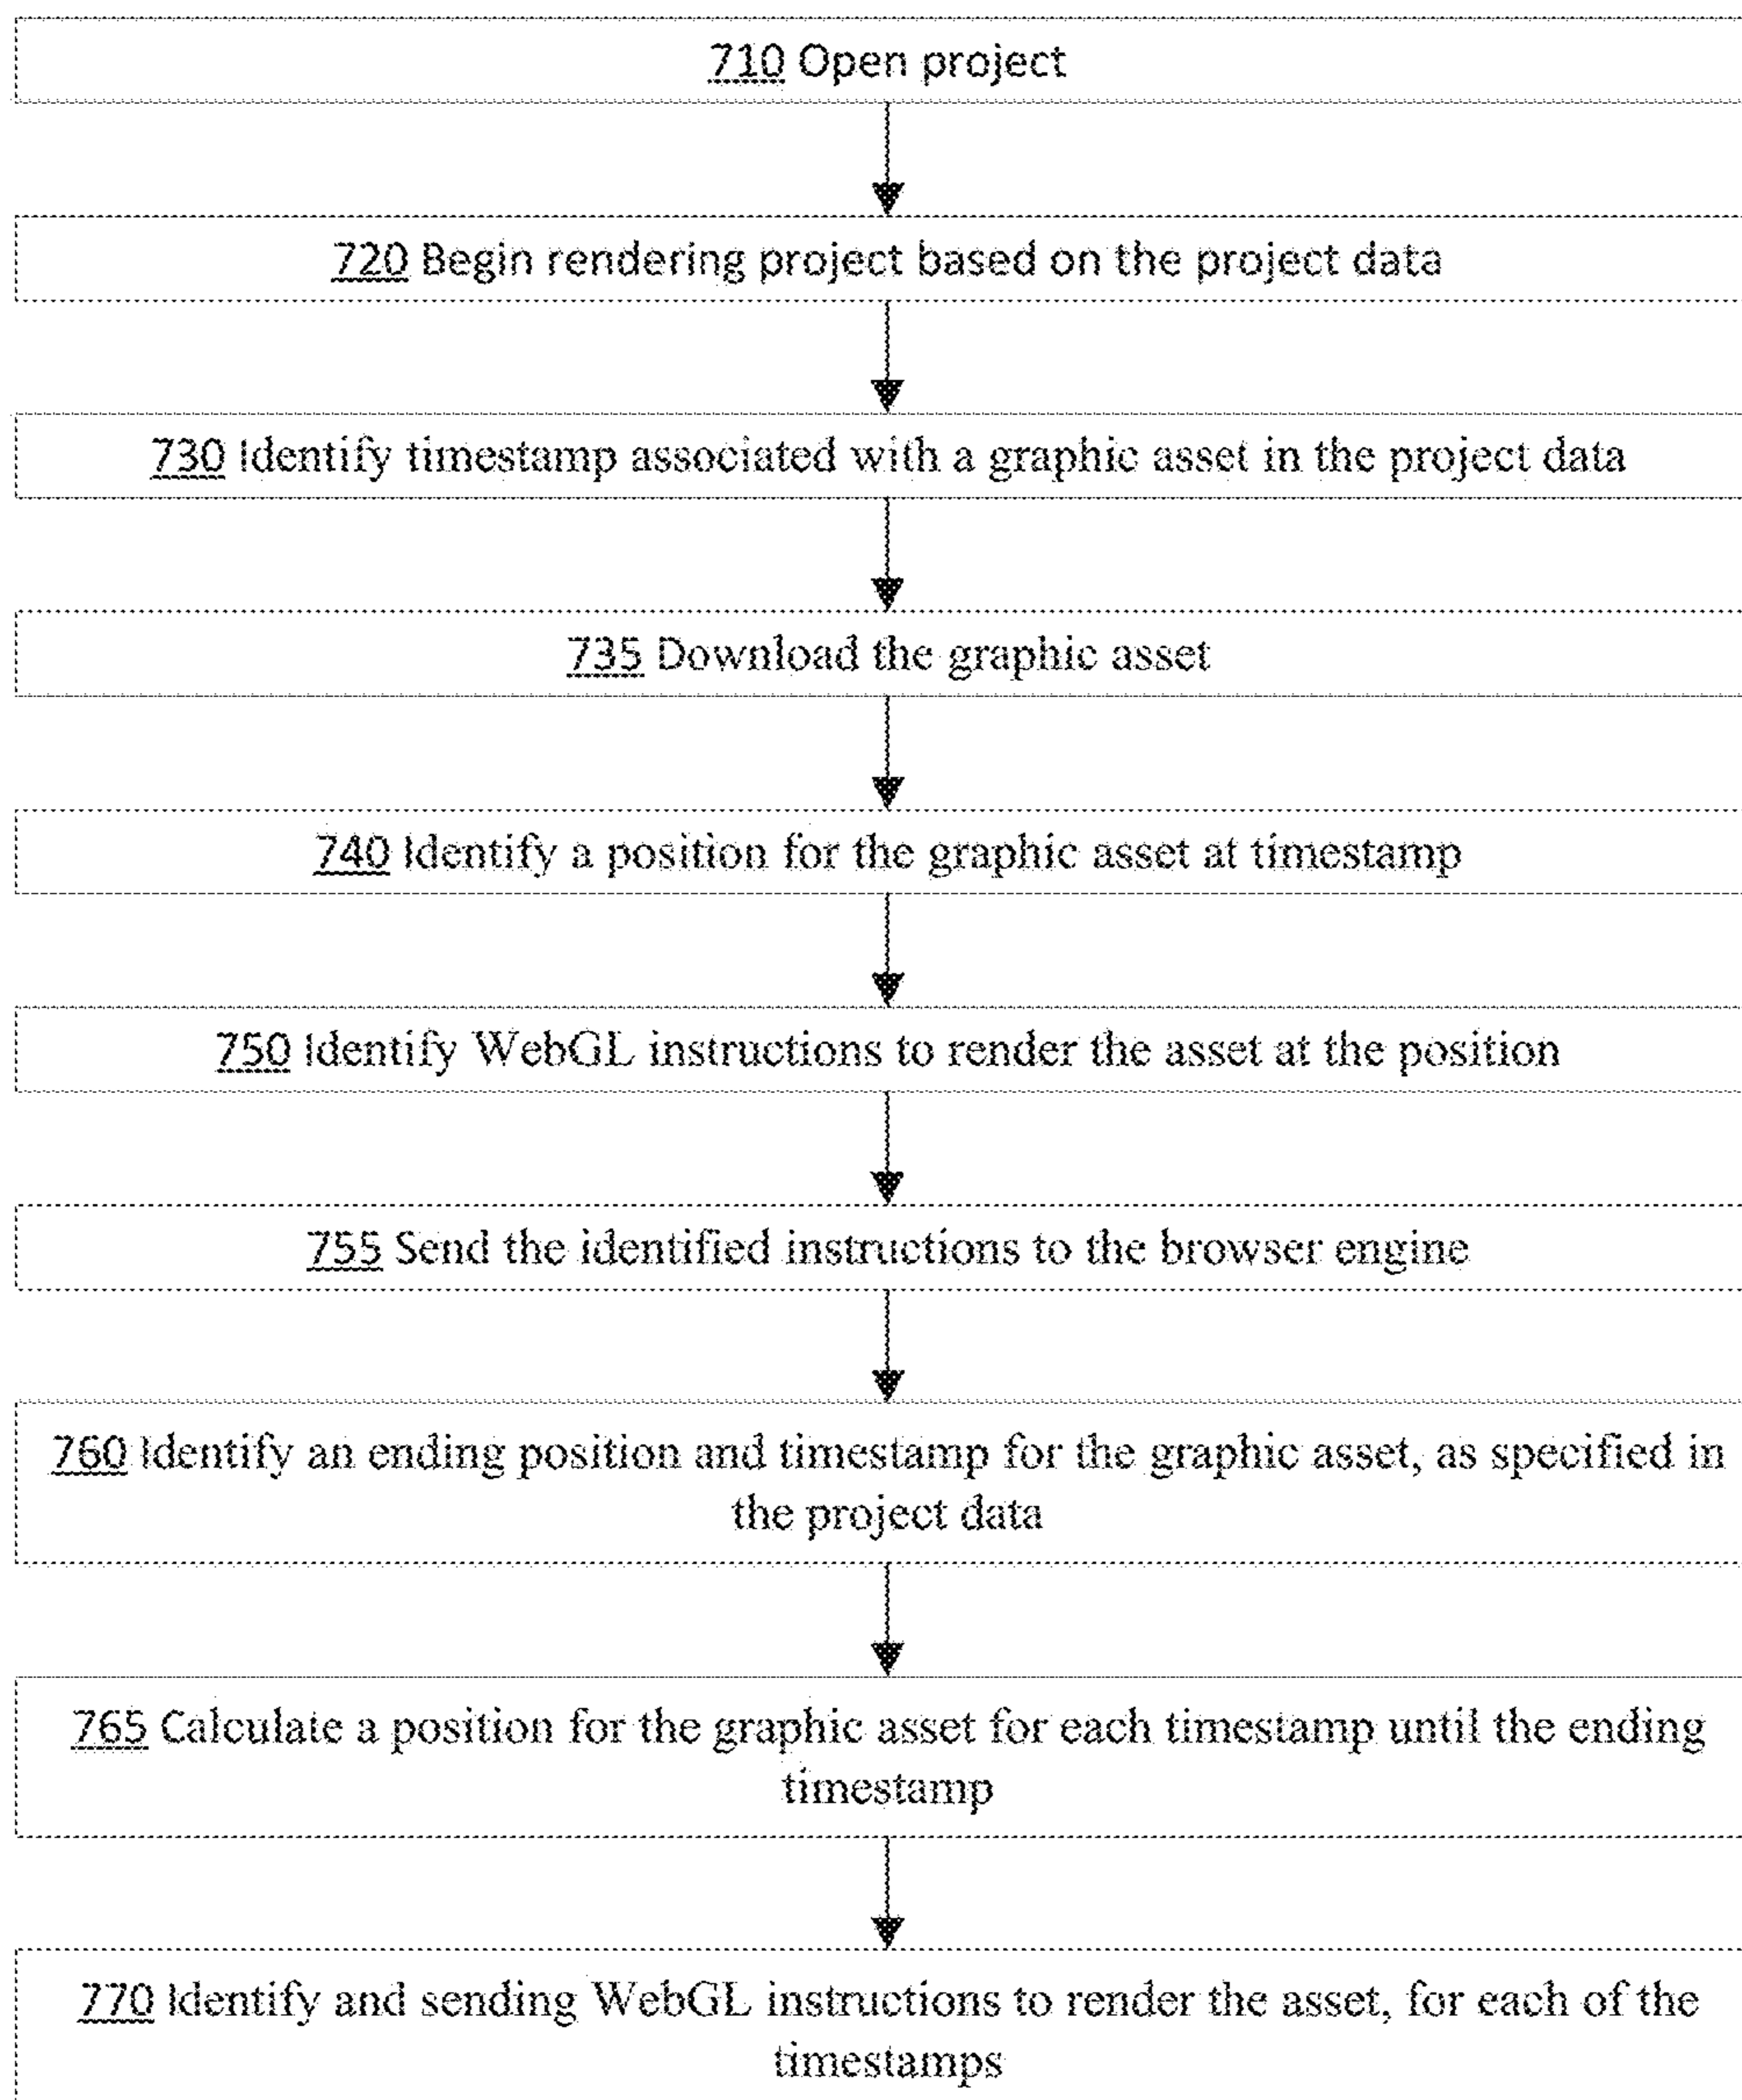 710 Open project
720 Begin rendering project based on the project data
730 Identify timestamp associated with a graphic asset in the project data
735 Download the graphic asset
740 Identify a position for the graphic asset at timestamp
750 Identify WebGL instructions to render the asset at the position
755 Send the identified instructions to the browser engine
760 Identify an ending position and timestamp for the graphic asset, as specified in
the project data
765 Calculate a position for the graphic asset for each timestamp until the ending
timestamp
770 Identify and sending WebGL instructions to render the asset, for each of the
timestamps